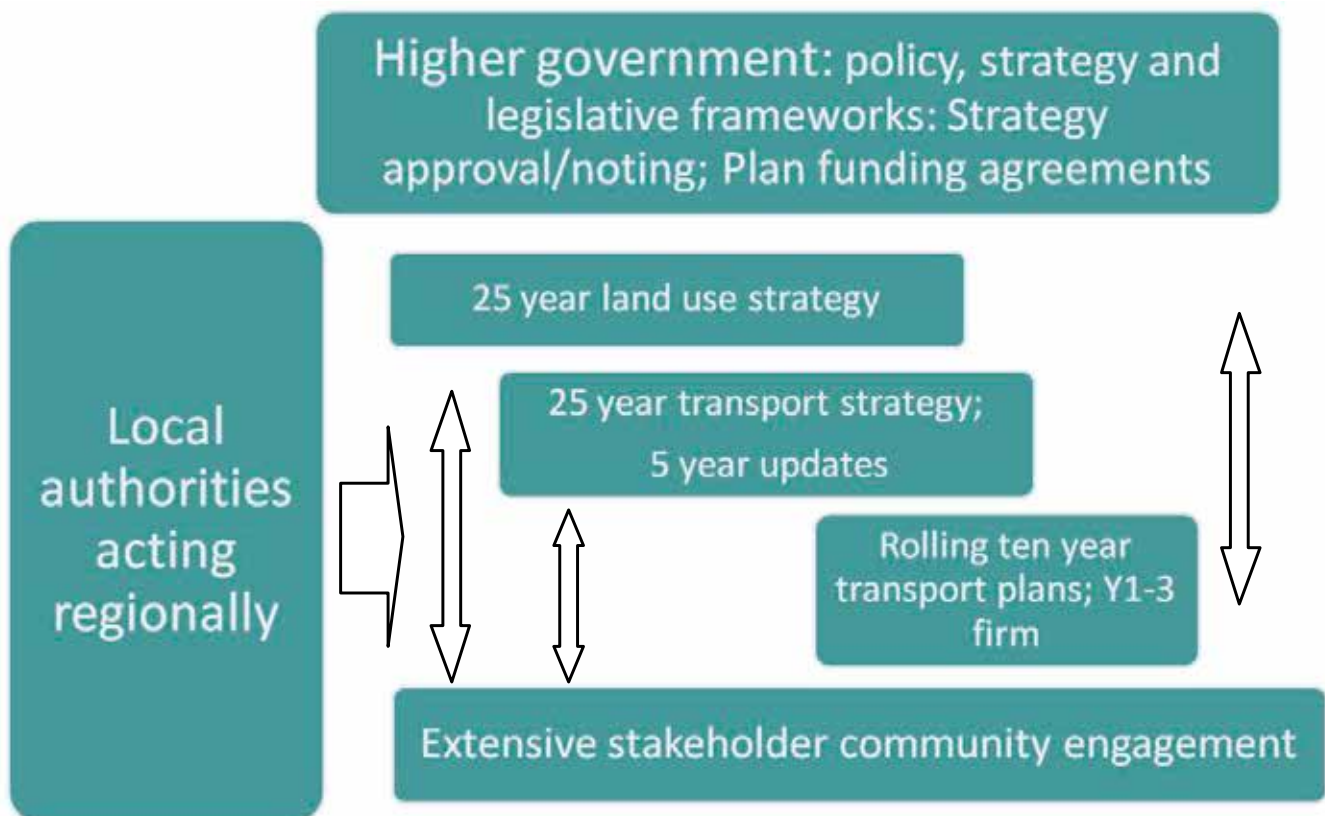 Higher government: policy, strategy and
legislative frameworks: Strategy
approval/noting; Plan funding agreements
Local
authorities
acting
regionally
25 year land use strategy
25 year transport strategy;
5 year updates
Rolling ten year
transport plans; Y1-3
firm
Extensive stakeholder community engagement